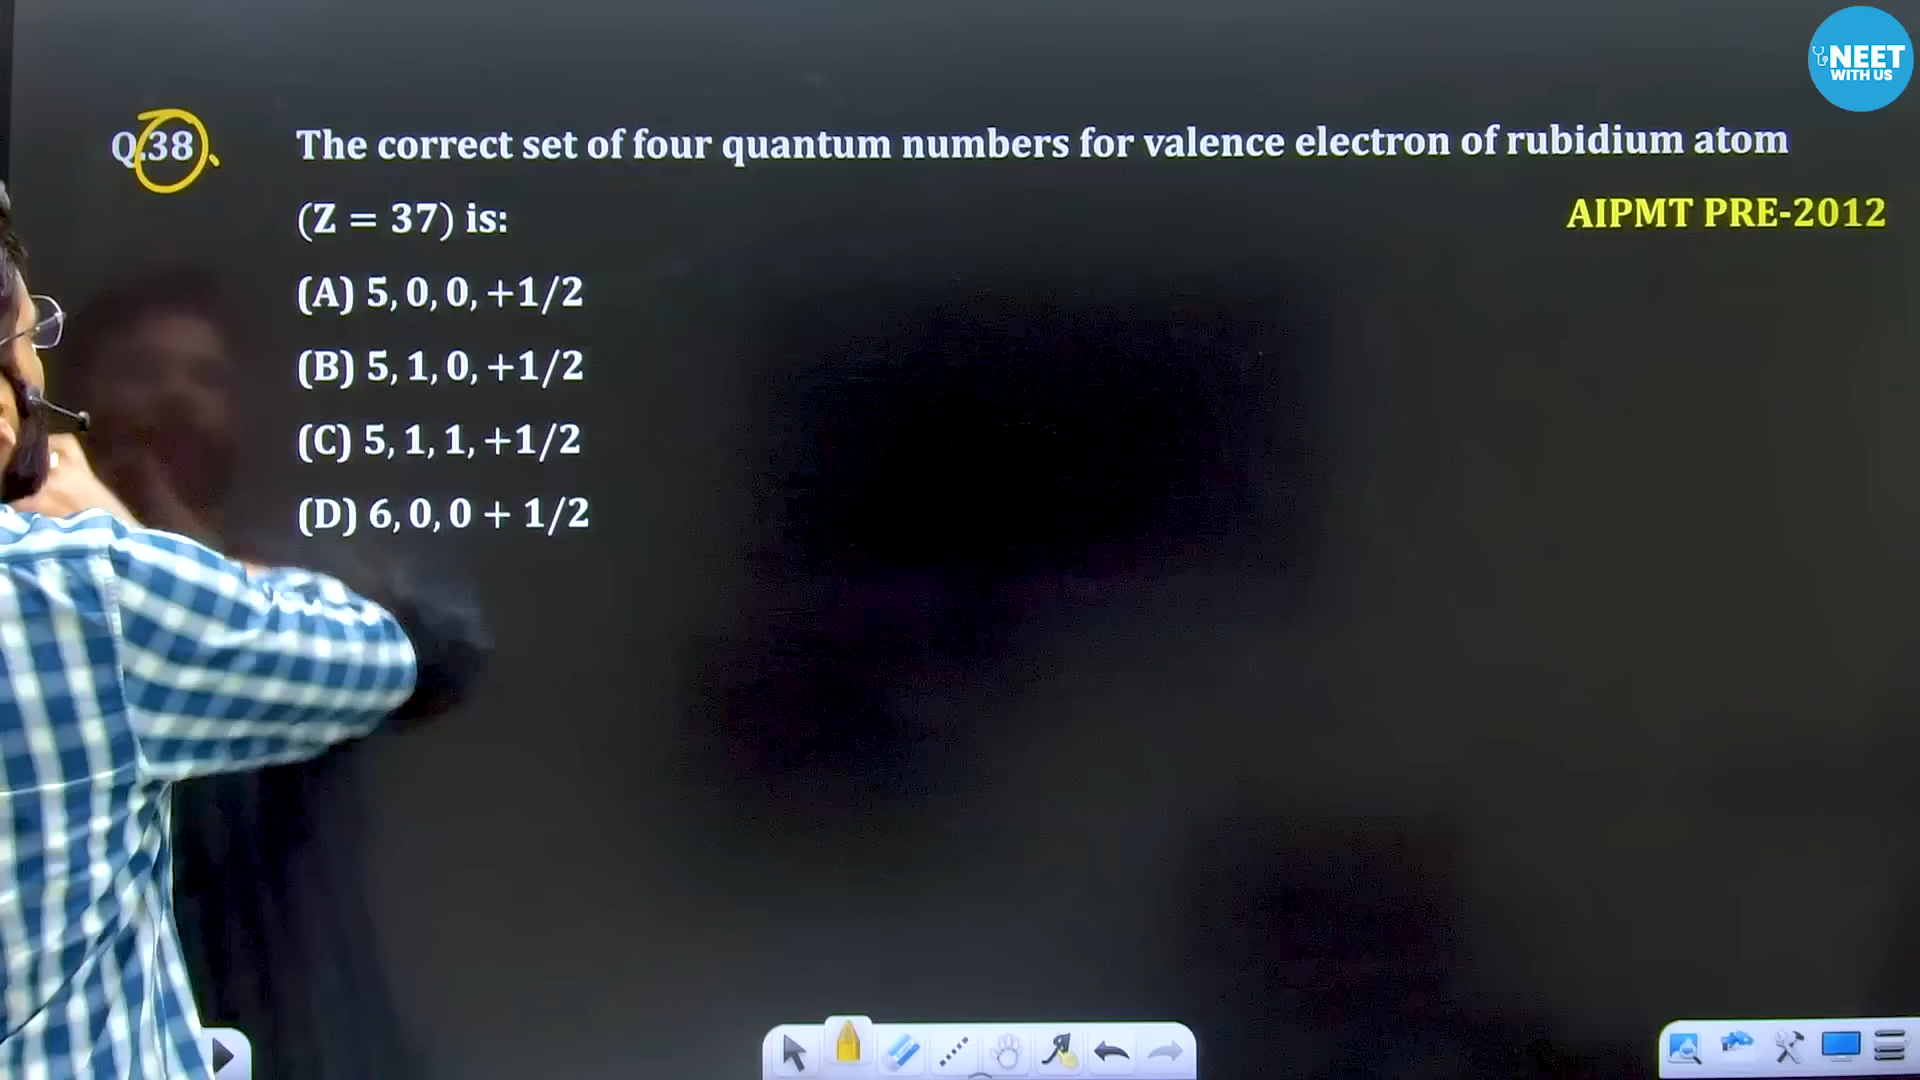 NEET
WITH US
Q.38. The correct set of four quantum numbers for valence electron of rubidium atom
(Z = 37) is:
AIPMT PRE-2012
(A) 5, 0, 0, +1/2
(B) 5, 1, 0, +1/2
(C) 5, 1, 1, +1/2
(D) 6, 0, 0 + 1/2